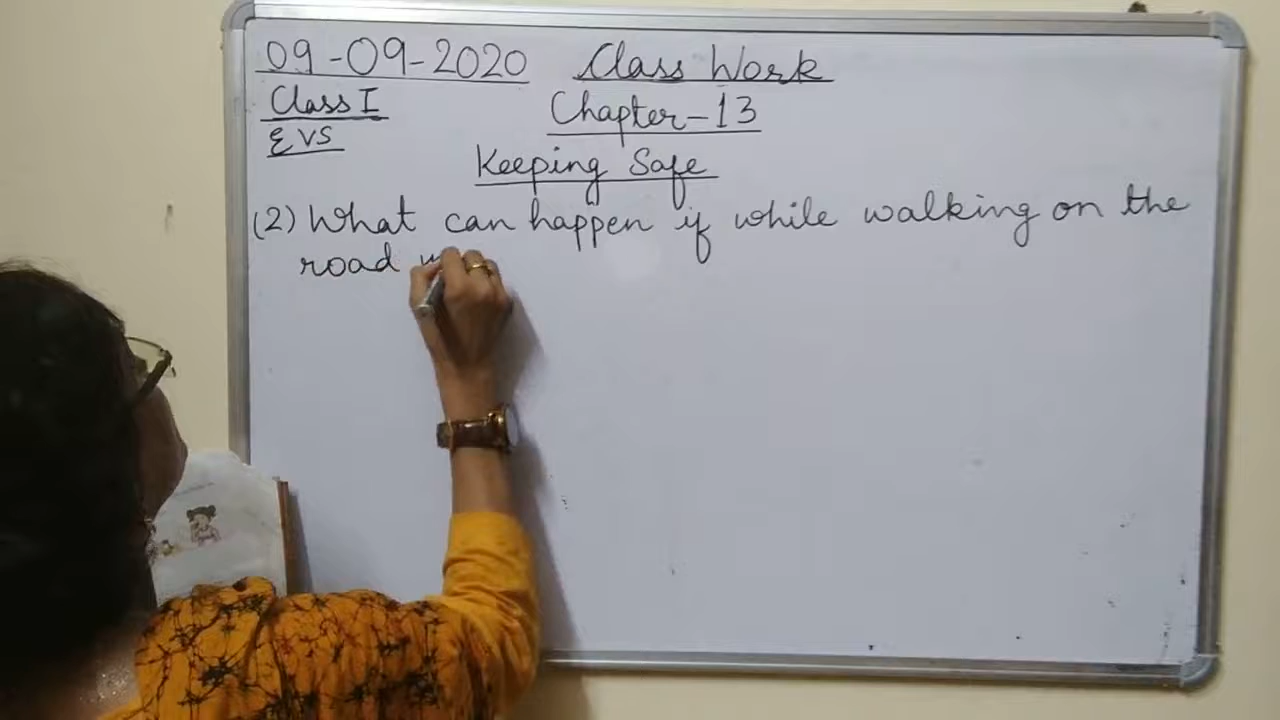 09-09-2020 Class Work
Class I
Chapter-13
EVS
Keeping Safe
(2) What can happen if while walking on the
road